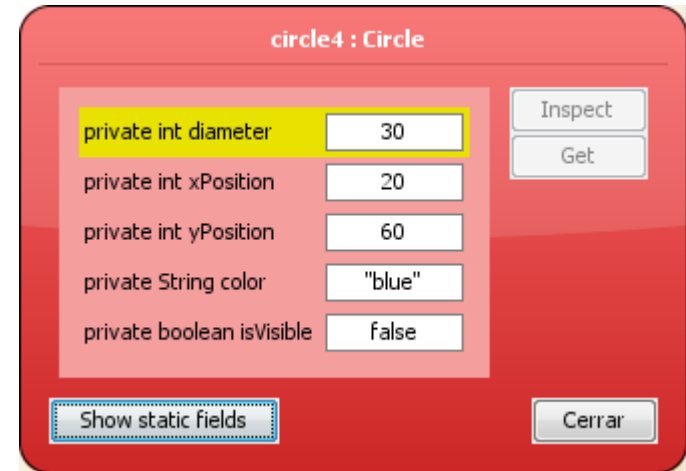 circle4 : Circle
private int diameter 30
Inspect
private int xPosition 20
Get
private int yPosition 60
private String color "blue"
private boolean isVisible false
Show static fields
Cerrar